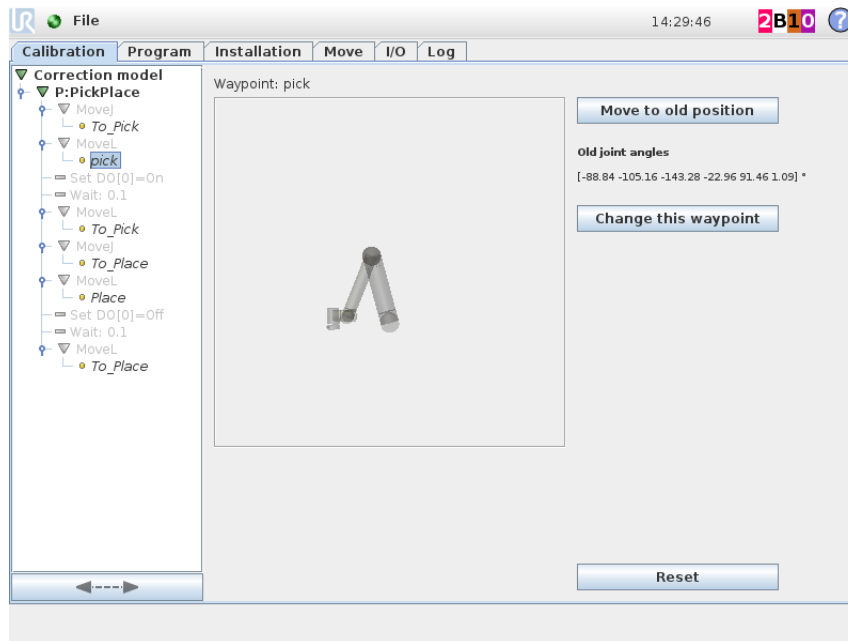 UR File 14:29:46 2B10 ?
Calibration Program Installation Move I/O Log
Correction model
P:PickPlace
MoveJ
To_Pick
MoveL
pick
Set DO[0]=On
Wait: 0.1
MoveL
To_Pick
MoveJ
To_Place
MoveL
Place
Set DO[0]=Off
Wait: 0.1
MoveL
To_Place
Waypoint: pick
Move to old position
Old joint angles
[-88.84 -105.16 -143.28 -22.96 91.46 1.09] °
Change this waypoint
Reset